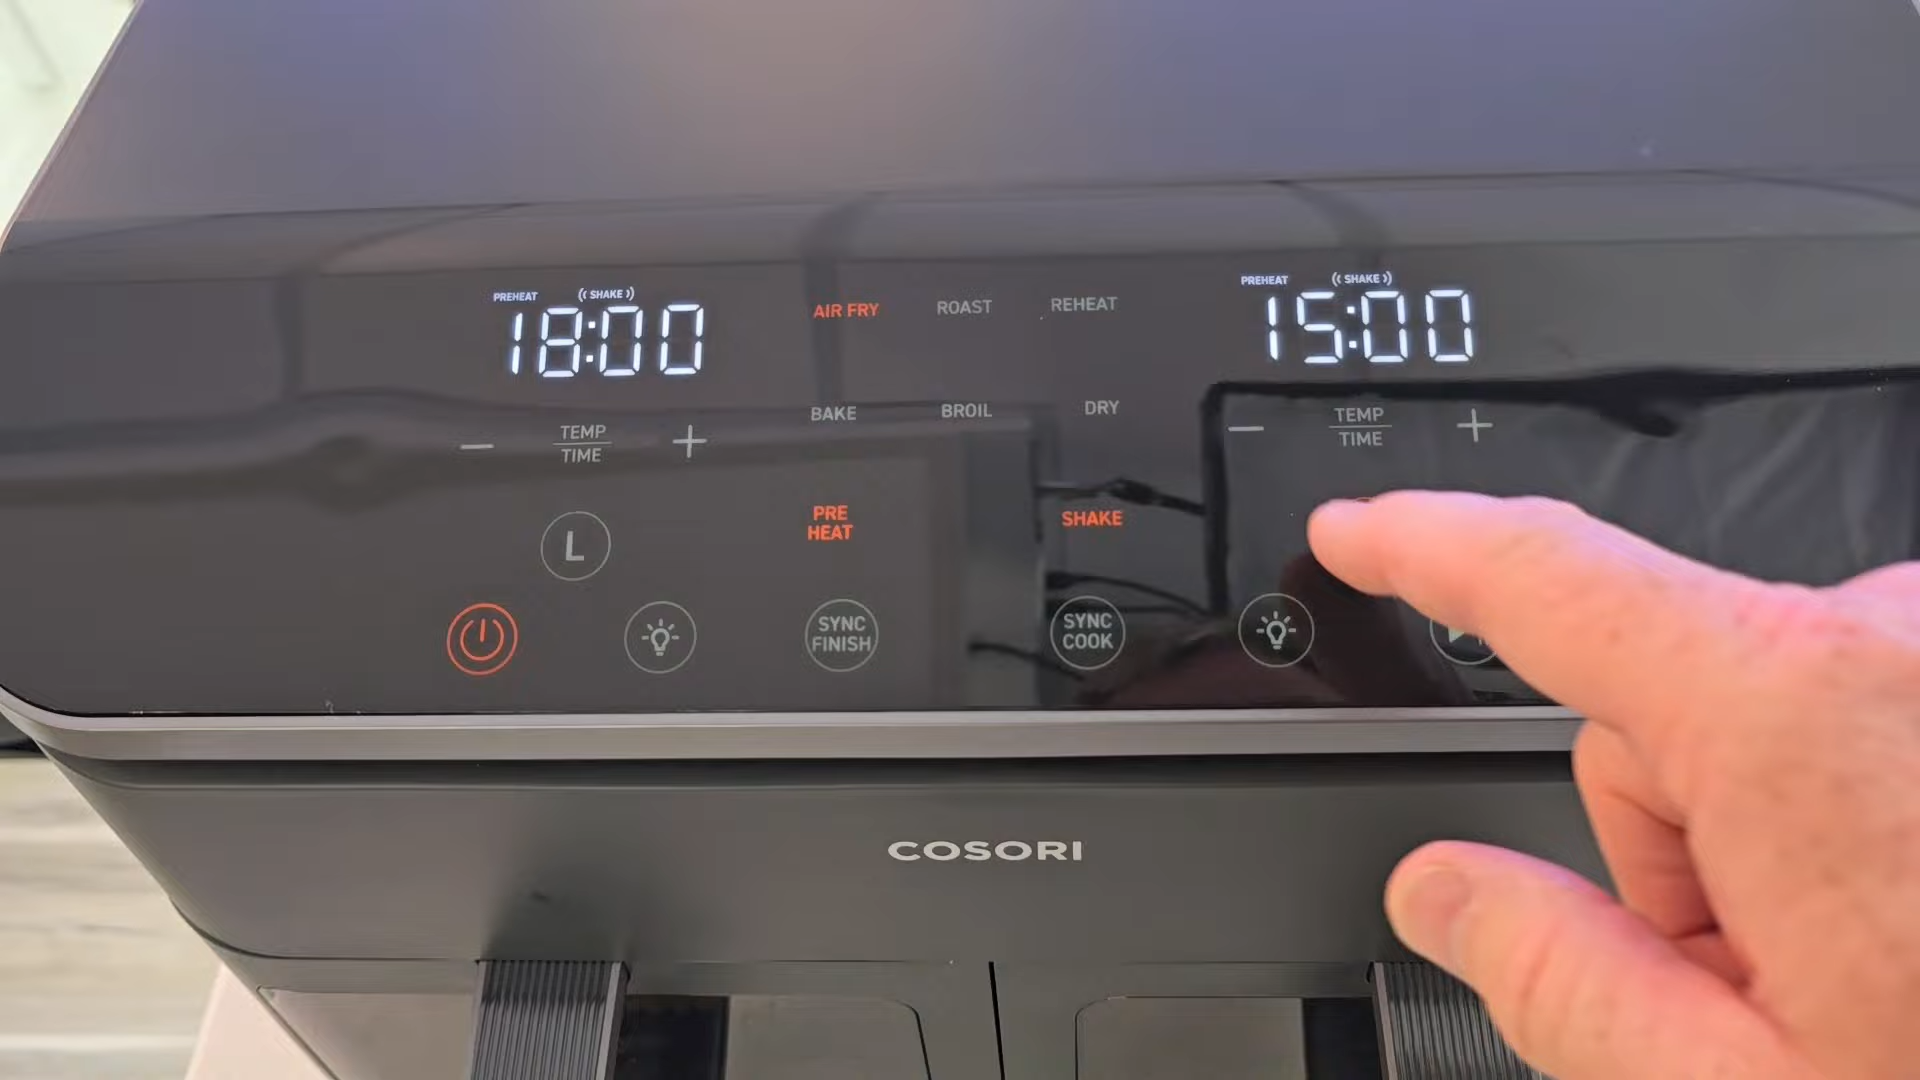 PREHEAT ((SHAKE))
18:00
AIR FRY ROAST REHEAT
PREHEAT ((SHAKE))
15:00
BAKE BROIL DRY
— TEMP +
TIME
— TEMP +
TIME
L
PRE
HEAT
SHAKE
SYNC
FINISH
SYNC
COOK
COSORI